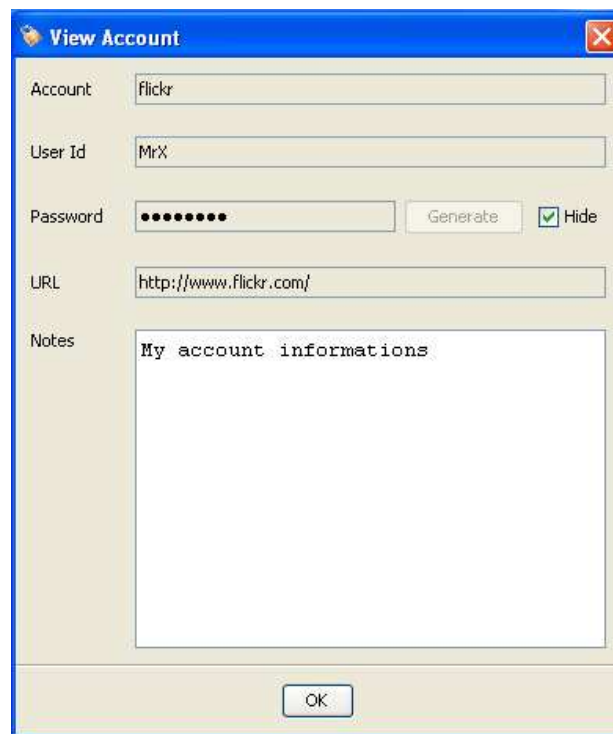 View Account
Account flickr
User Id MrX
Password ●●●●●●●● Generate Hide
URL http://www.flickr.com/
Notes My account informations
OK